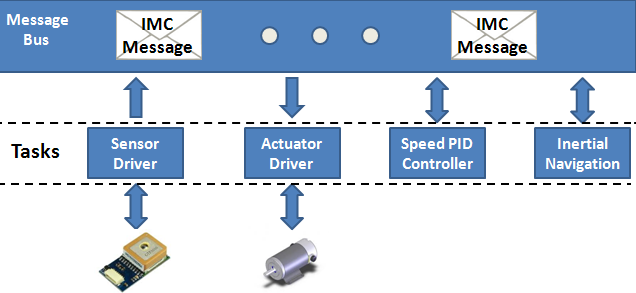 Message
Bus
IMC
Message
IMC
Message
Tasks
Sensor
Driver
Actuator
Driver
Speed PID
Controller
Inertial
Navigation